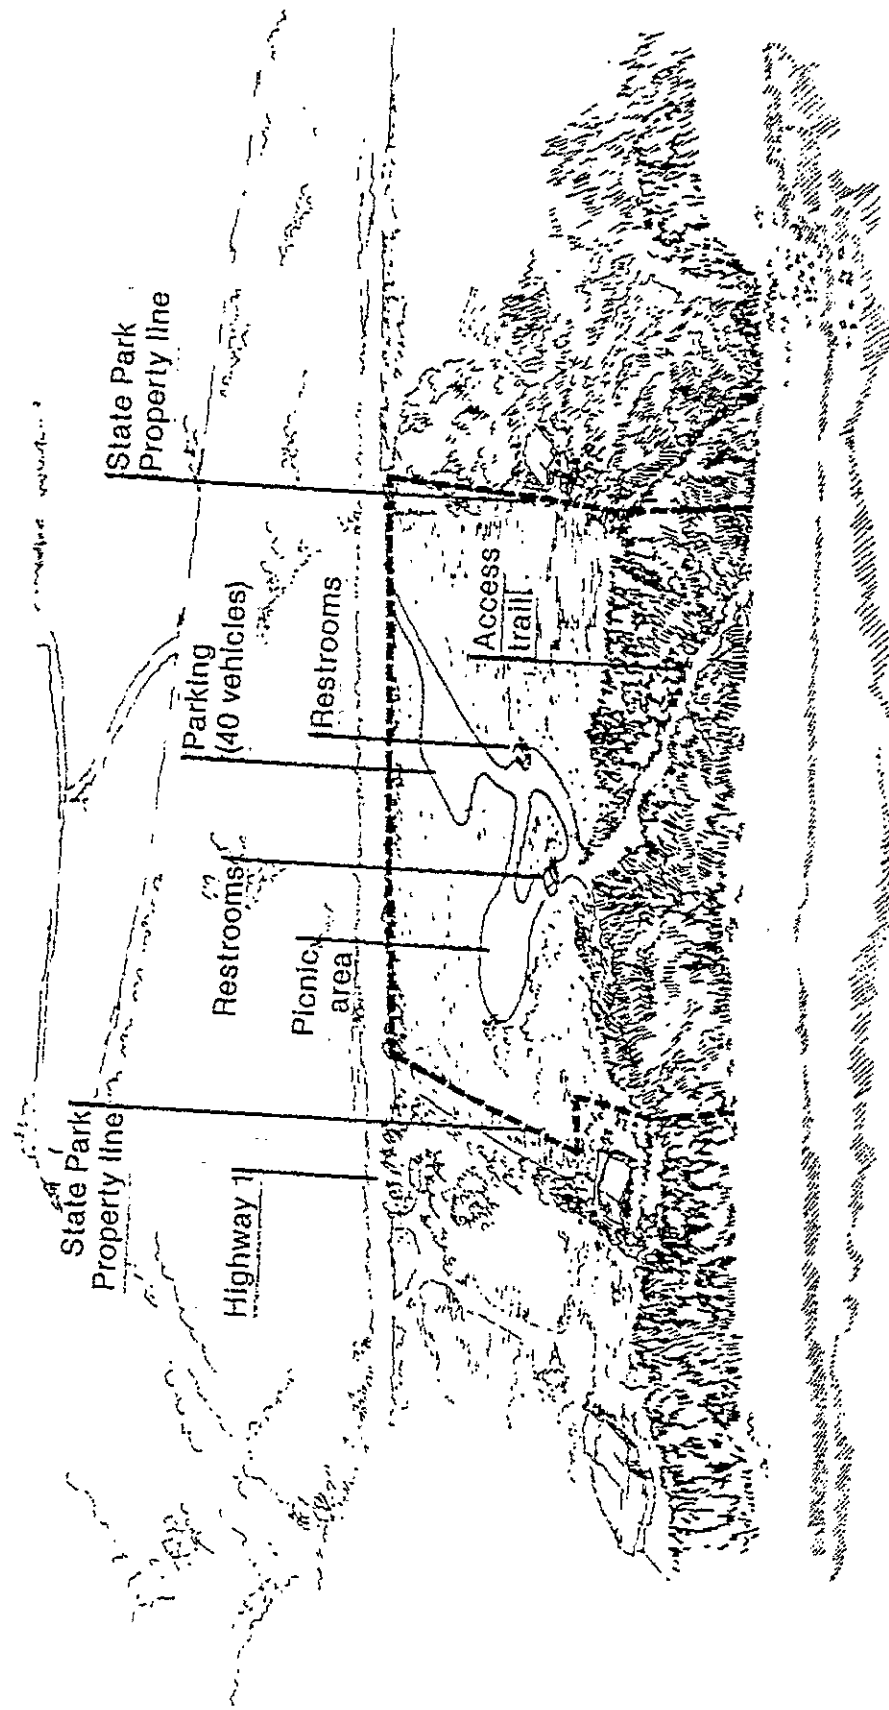 State Park
Property line
Highway 1
Restrooms
Picnic
area
Parking
(40 vehicles)
Restrooms
State Park
Property line
Access
trail